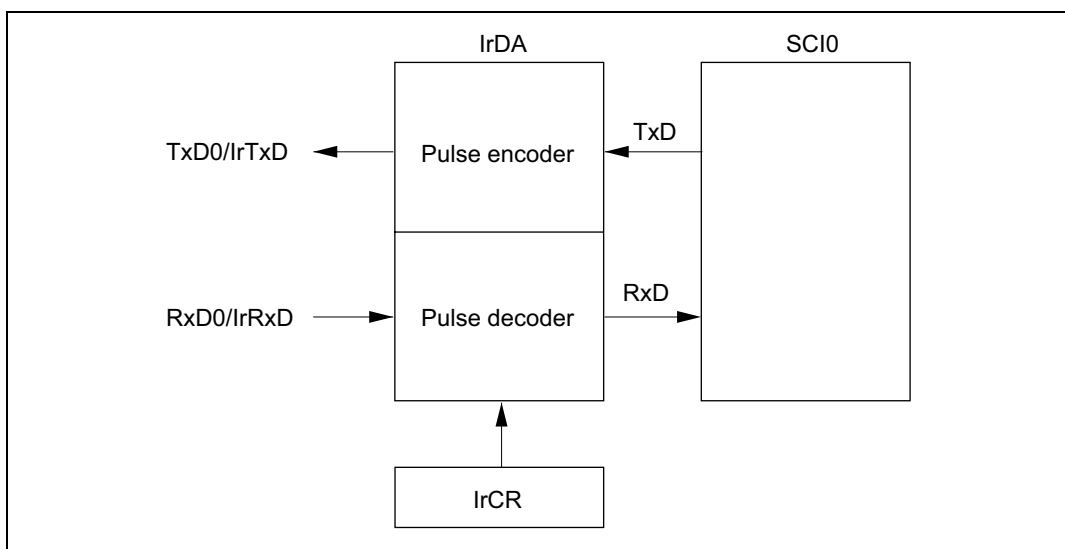 IrDA
SCI0
TxD0/IrTxD
Pulse encoder
TxD
RxD0/IrRxD
Pulse decoder
RxD
IrCR